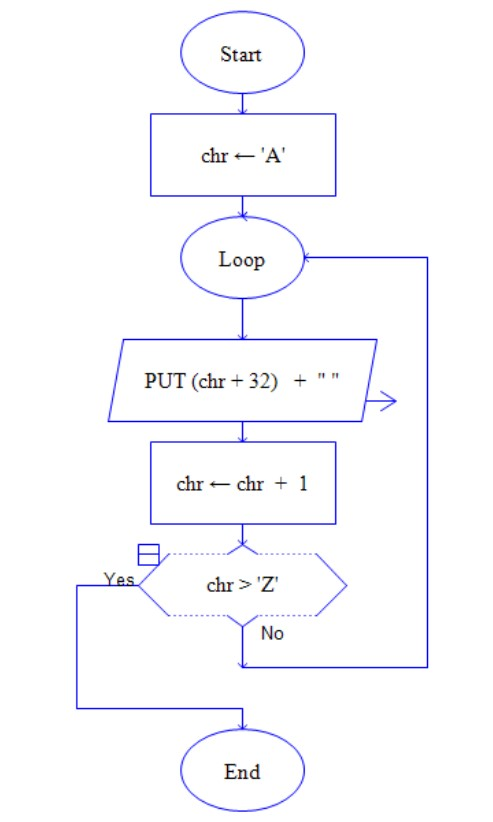 Start
chr ← 'A'
Loop
PUT (chr + 32) + " "
chr ← chr + 1
Yes
chr > 'Z'
No
End